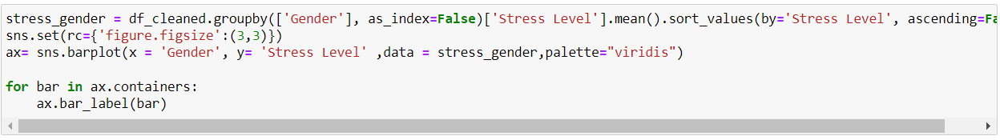 stress_gender = df_cleaned.groupby(['Gender'], as_index=False)['Stress Level'].mean().sort_values(by='Stress Level', ascending=Fa
sns.set(rc={'figure.figsize':(3,3)})
ax= sns.barplot(x = 'Gender', y= 'Stress Level' ,data = stress_gender,palette="viridis")

for bar in ax.containers:
    ax.bar_label(bar)